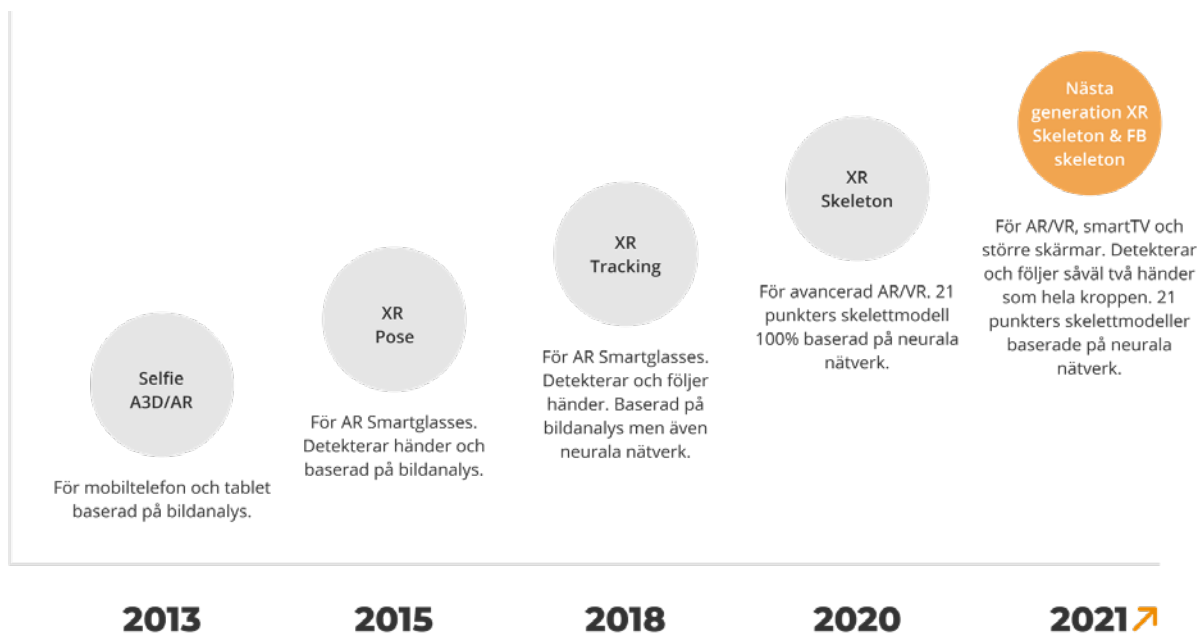 Selfie
A3D/AR
För mobiltelefon och tablet
baserad på bildanalys.
XR
Pose
För AR Smartglasses.
Detekterar händer och
baserad på bildanalys.
XR
Tracking
För AR Smartglasses.
Detekterar och följer
händer. Baserad på
bildanalys men även
neurala nätverk.
XR
Skeleton
För avancerad AR/VR. 21
punkters skelettmodell
100% baserad på neurala
nätverk.
Nästa
generation XR
Skeleton & FB
skeleton
För AR/VR, smartTV och
större skärmar. Detekterar
och följer såväl två händer
som hela kroppen. 21
punkters skelettmodeller
baserade på neurala
nätverk.
2013
2015
2018
2020
2021